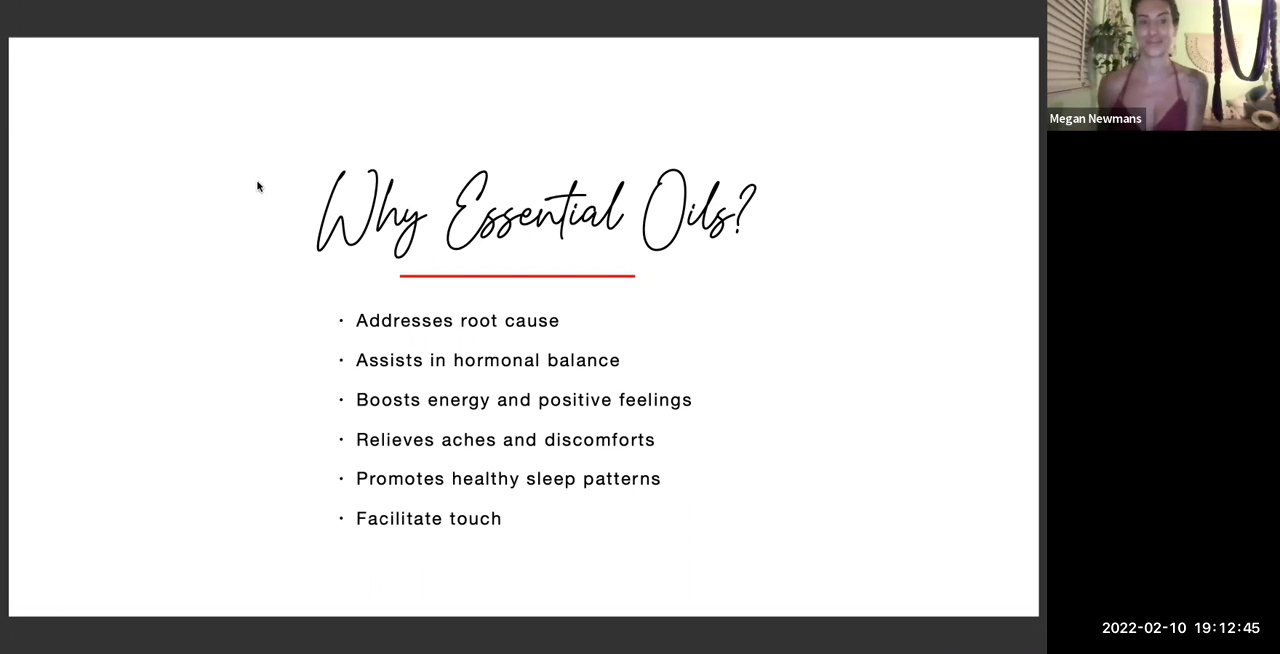 Why Essential Oils?
· Addresses root cause
· Assists in hormonal balance
· Boosts energy and positive feelings
· Relieves aches and discomforts
· Promotes healthy sleep patterns
· Facilitate touch
Megan Newmans
2022-02-10 19:12:45